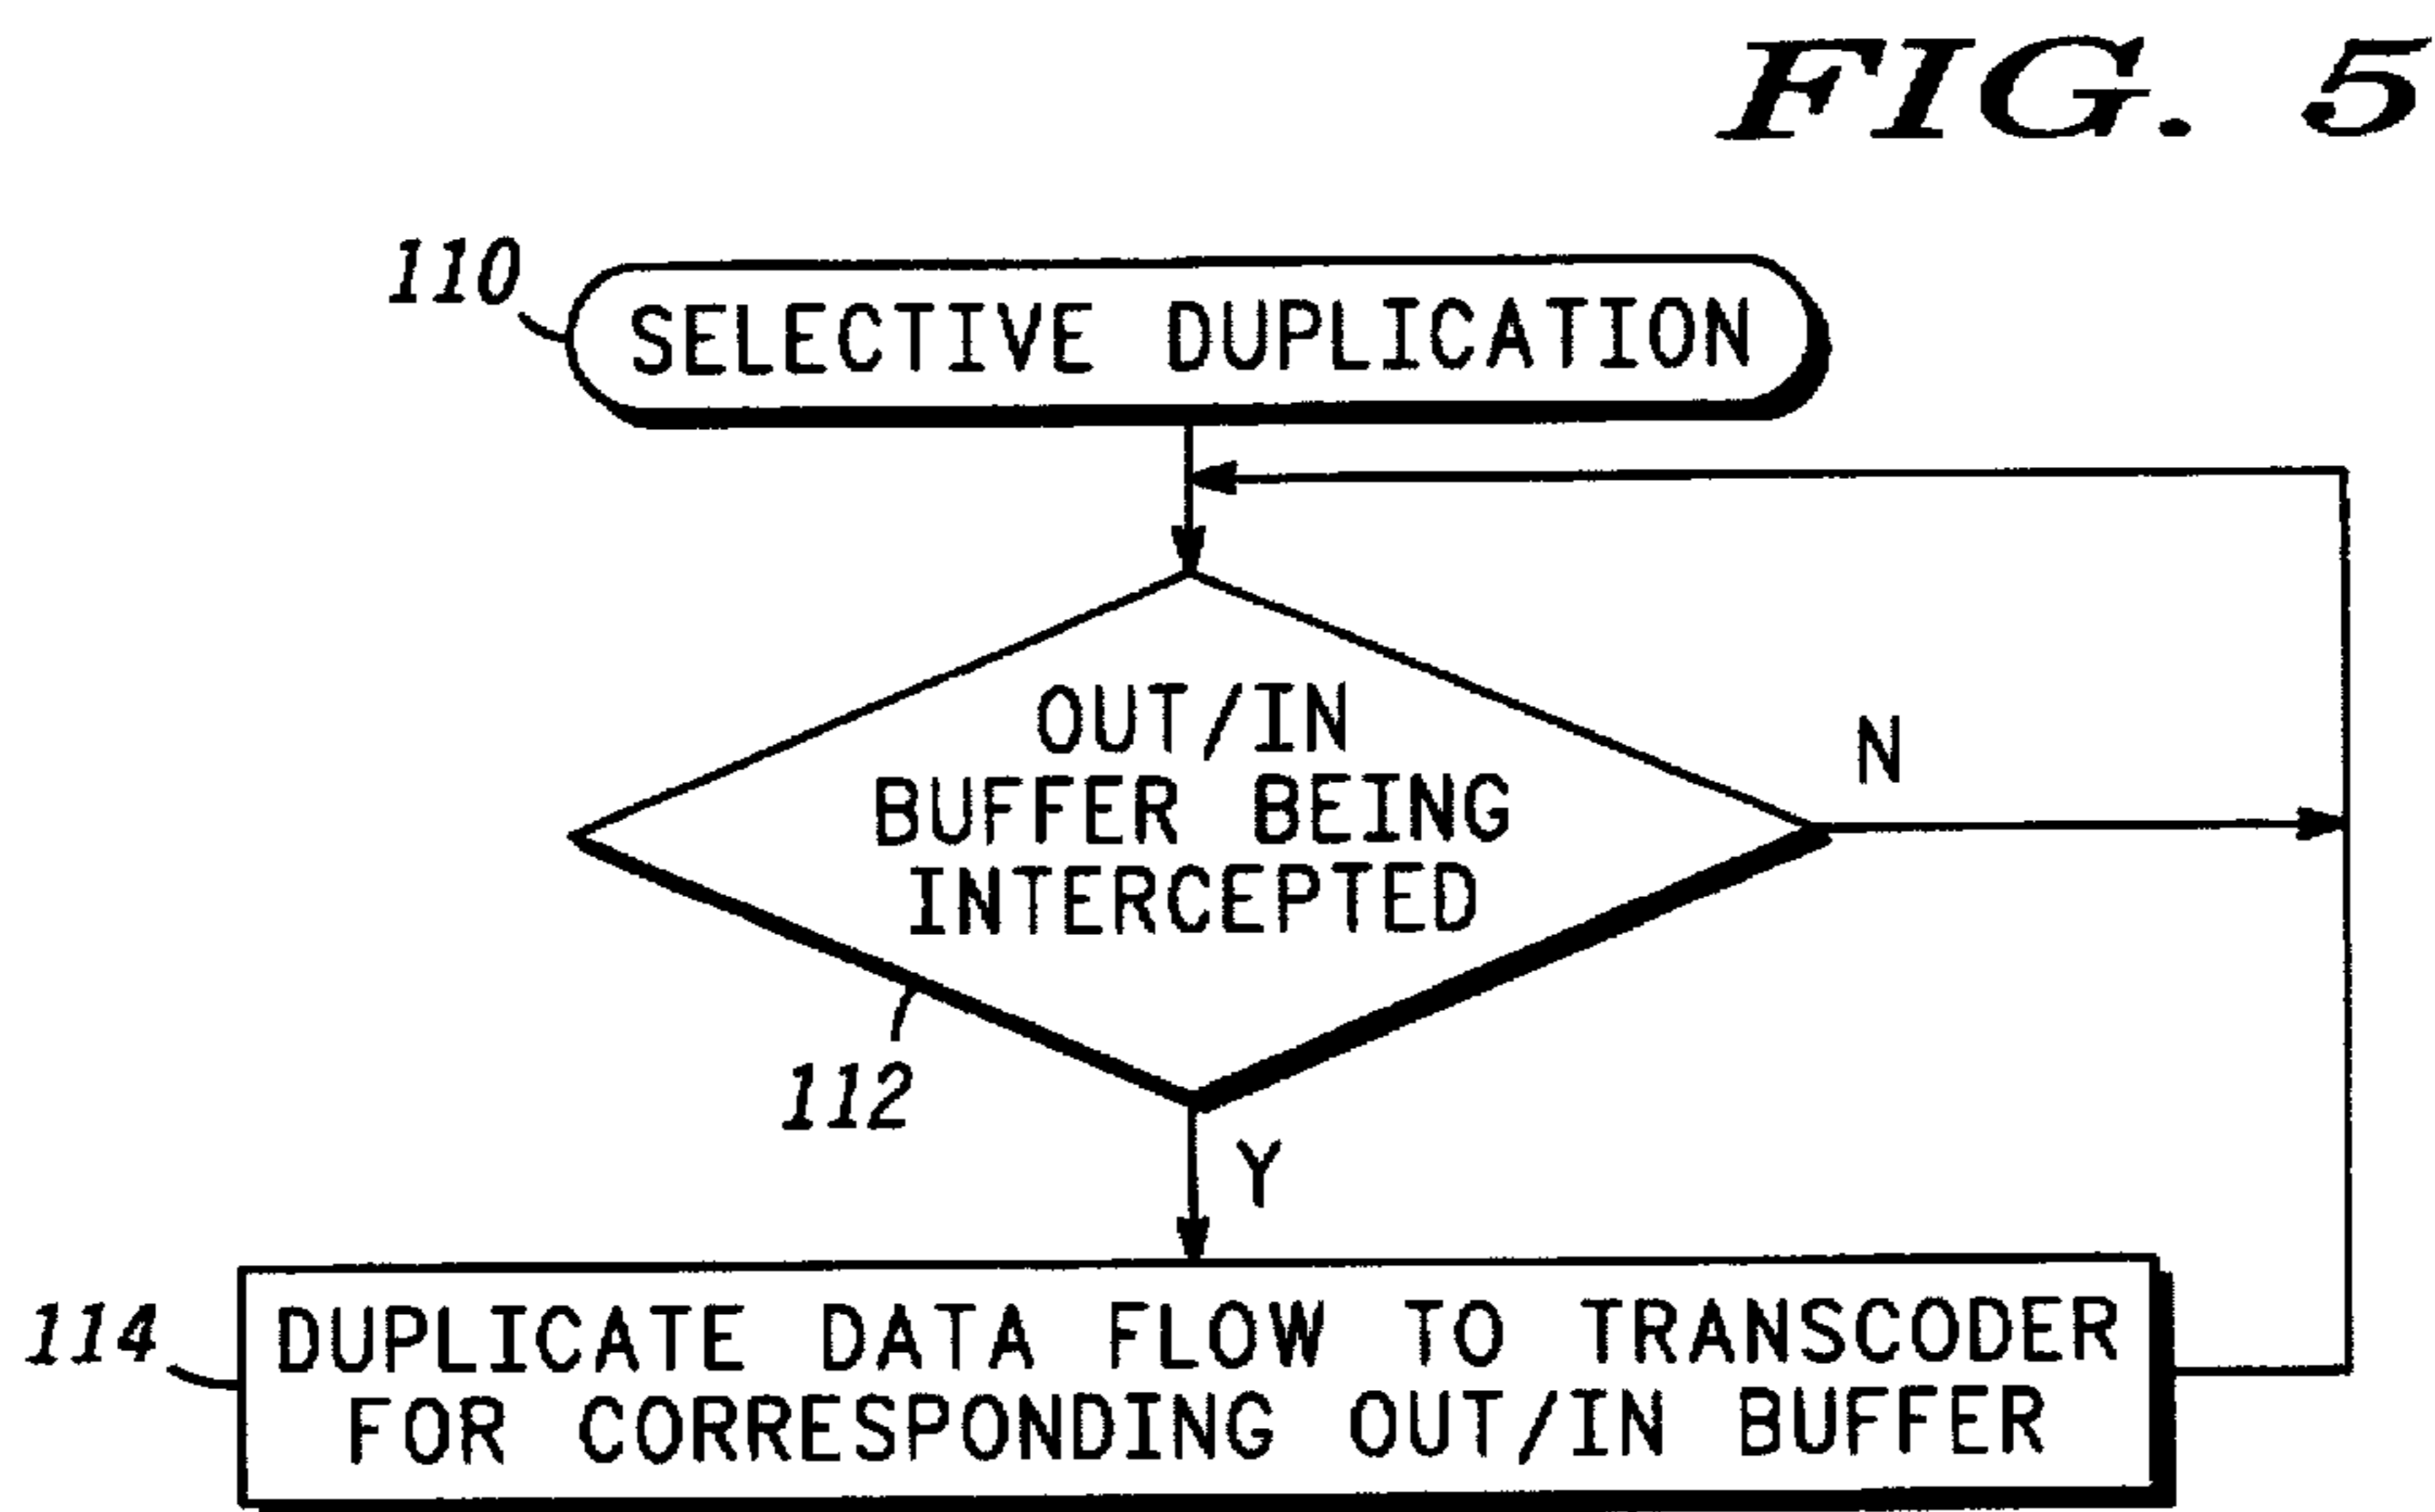 FIG. 5
110
SELECTIVE DUPLICATION
OUT/IN
BUFFER BEING
INTERCEPTED
N
112
Y
114
DUPLICATE DATA FLOW TO TRANSCODER
FOR CORRESPONDING OUT/IN BUFFER